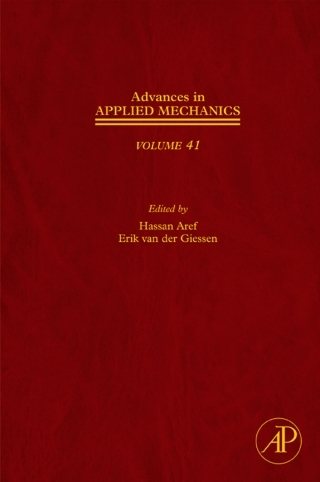 Advances in
APPLIED MECHANICS
VOLUME 41
Edited by
Hassan Aref
Erik van der Giessen
AP